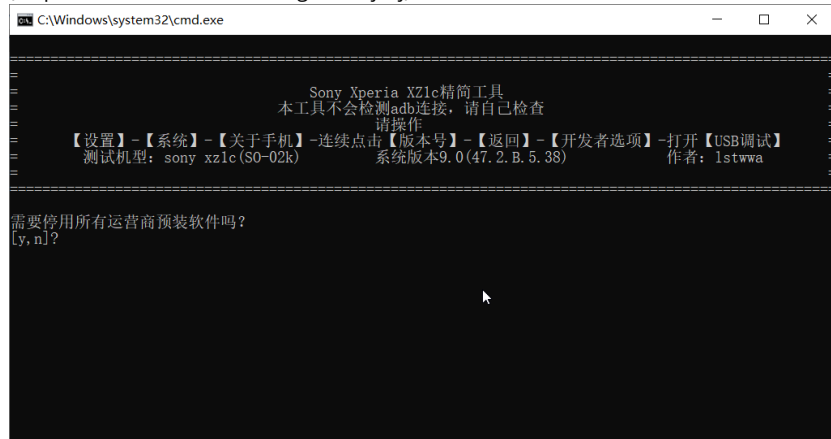 C:\Windows\system32\cmd.exe
Sony Xperia XZ1c精简工具
本工具不会检测adb连接，请自己检查
请操作
【设置】-【系统】-【关于手机】-连续点击【版本号】-【返回】-【开发者选项】-打开【USB调试】
测试机型：sony xz1c(SO-02k) 系统版本9.0(47.2.B.5.38) 作者：lstwwa
需要停用所有运营商预装软件吗？
[y,n]?